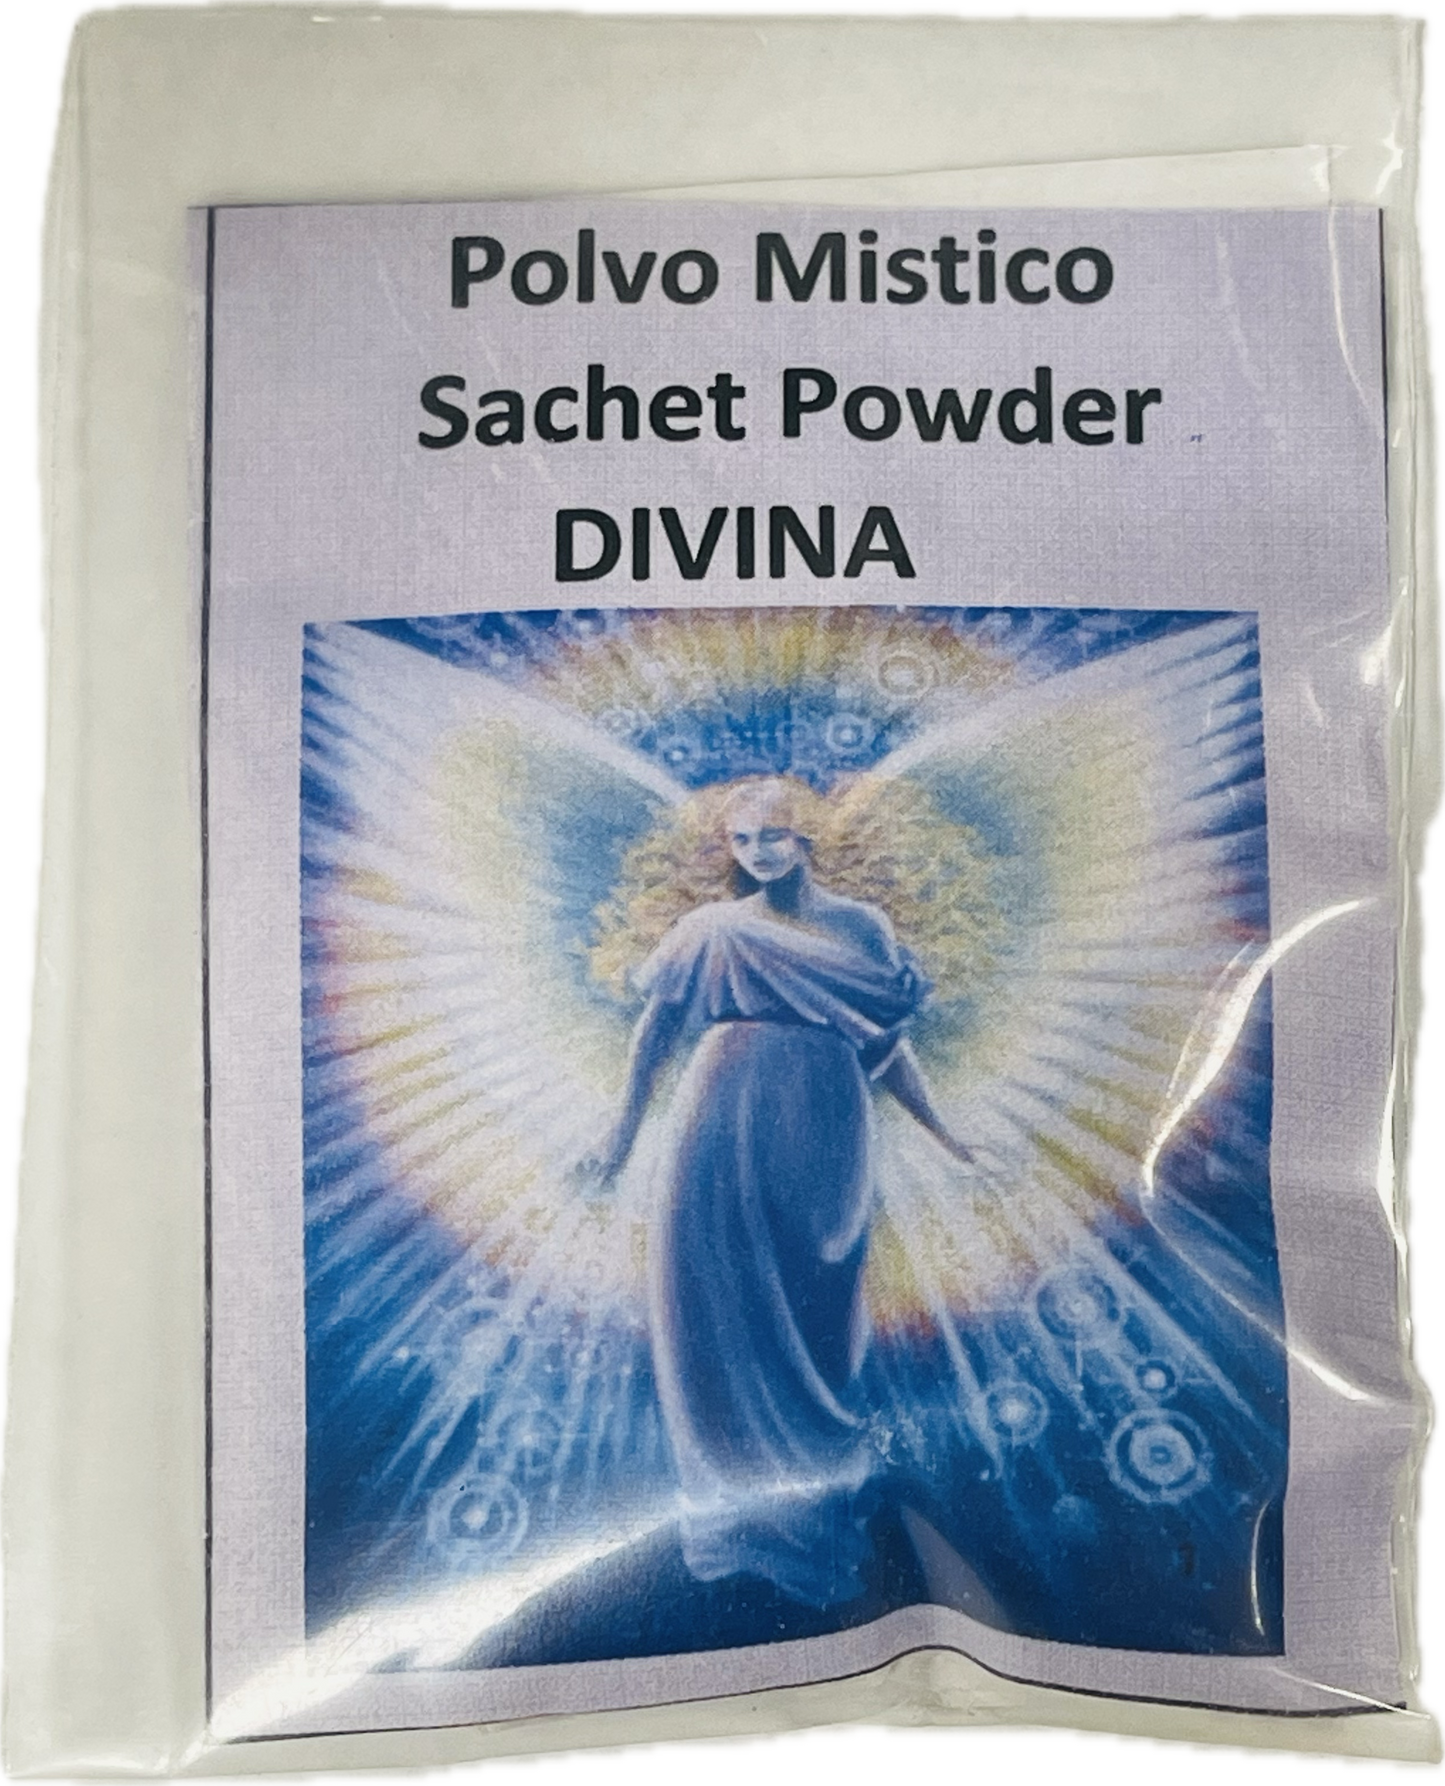 Polvo Mistico
Sachet Powder
DIVINA